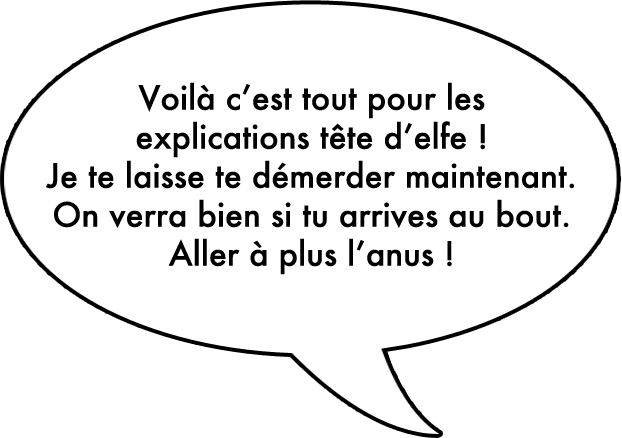 Voilà c’est tout pour les
explications tête d’elfe !
Je te laisse te démerder maintenant.
On verra bien si tu arrives au bout.
Aller à plus l’anus !